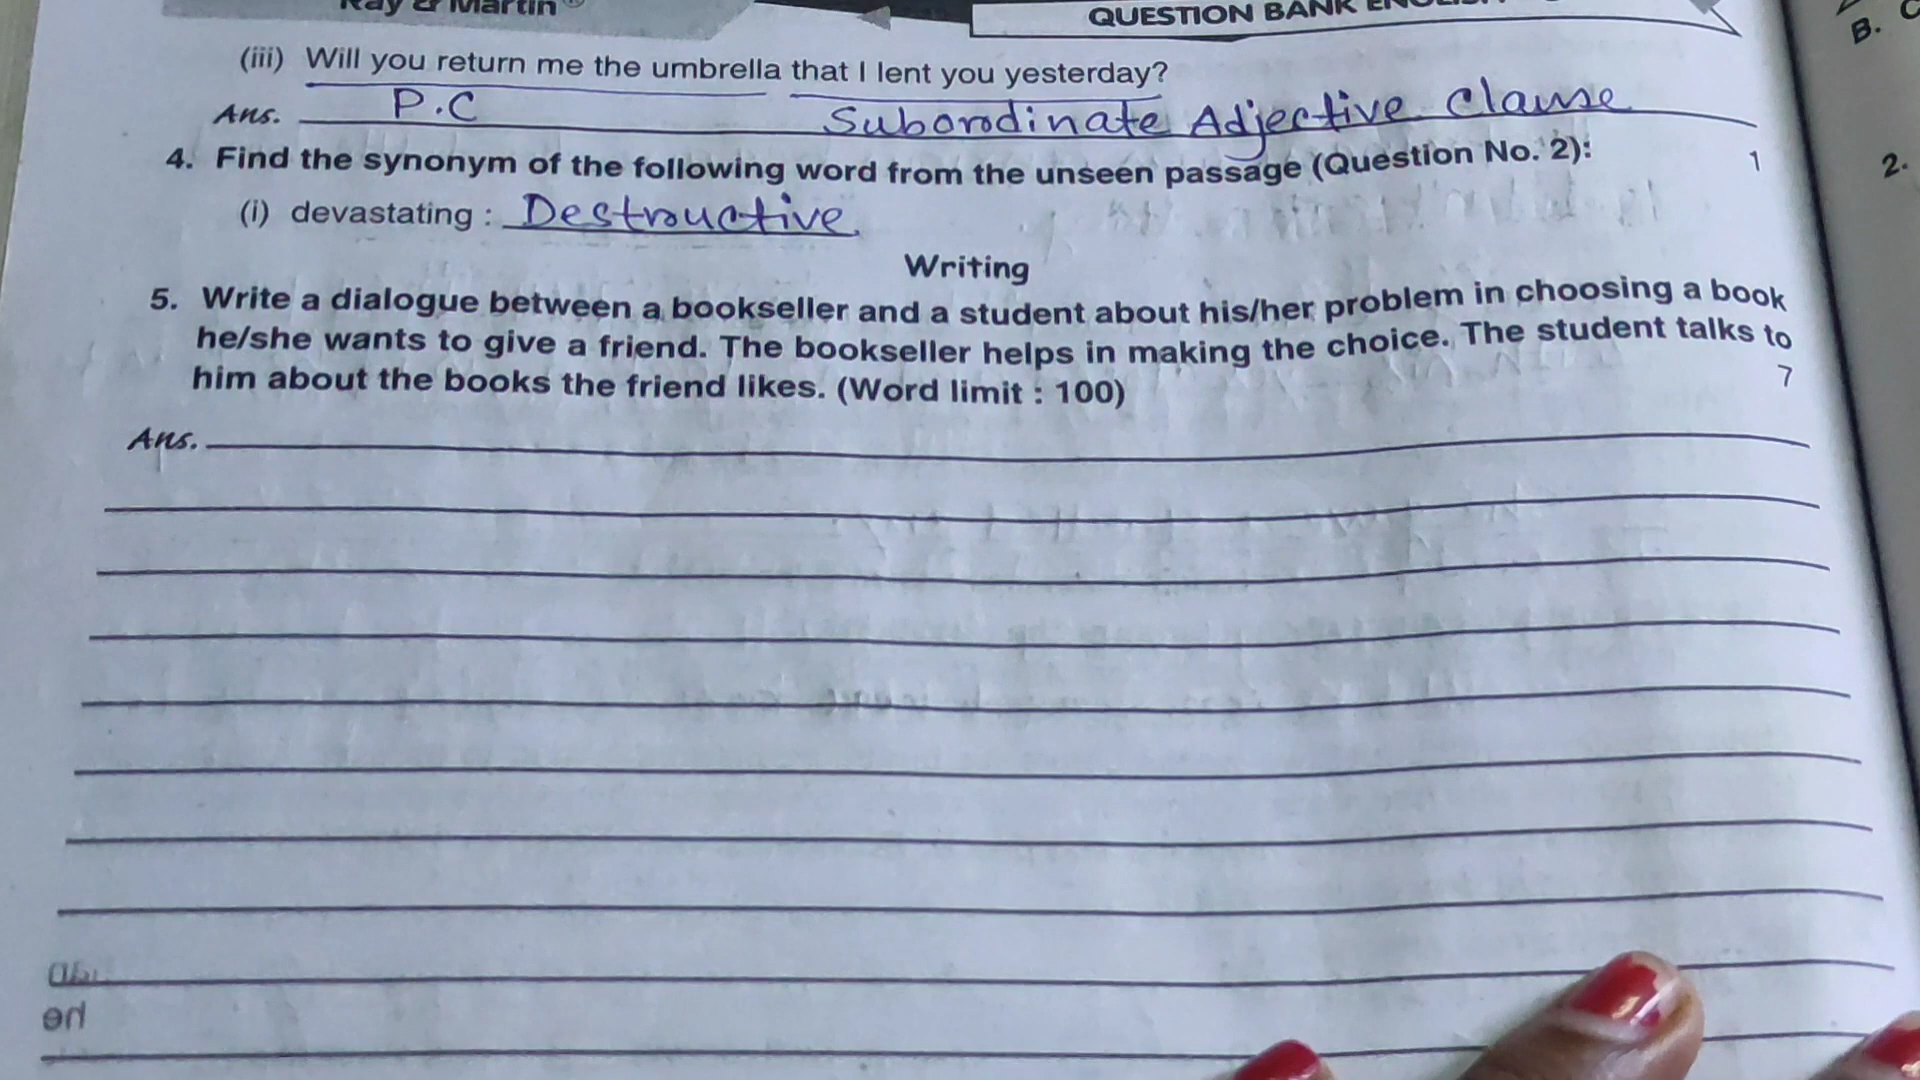 Ray & Martin
QUESTION BANK
(iii) Will you return me the umbrella that I lent you yesterday?
Ans. P.C Subordinate Adjective Clause
4. Find the synonym of the following word from the unseen passage (Question No. 2): 1
(i) devastating : Destructive
Writing
5. Write a dialogue between a bookseller and a student about his/her problem in choosing a book
he/she wants to give a friend. The bookseller helps in making the choice. The student talks to
him about the books the friend likes. (Word limit : 100) 7
Ans.
B.
2.